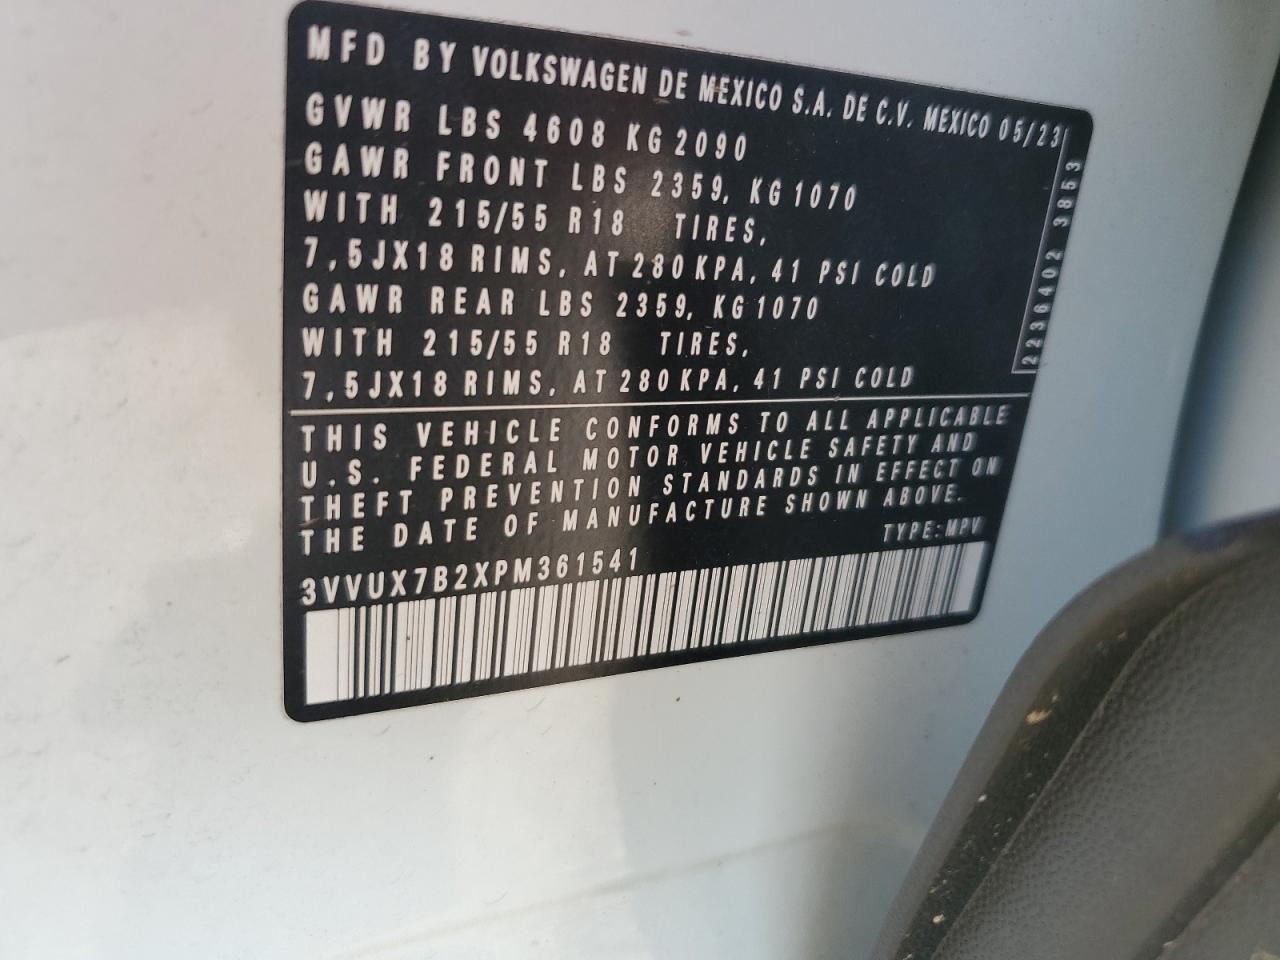 MFD BY VOLKSWAGEN DE MEXICO S.A. DE C.V. MEXICO 05/23
GVWR LBS 4608 KG 2090
GAWR FRONT LBS 2359, KG 1070
WITH 215/55 R18 TIRES,
7,5JX18 RIMS, AT 280 KPA, 41 PSI COLD
GAWR REAR LBS 2359, KG 1070
WITH 215/55 R18 TIRES,
7,5JX18 RIMS, AT 280 KPA, 41 PSI COLD
2236402 3853
THIS VEHICLE CONFORMS TO ALL APPLICABLE
U.S. FEDERAL MOTOR VEHICLE SAFETY AND
THEFT PREVENTION STANDARDS IN EFFECT ON
THE DATE OF MANUFACTURE SHOWN ABOVE.
TYPE:MPV
3VVUX7B2XPM361541